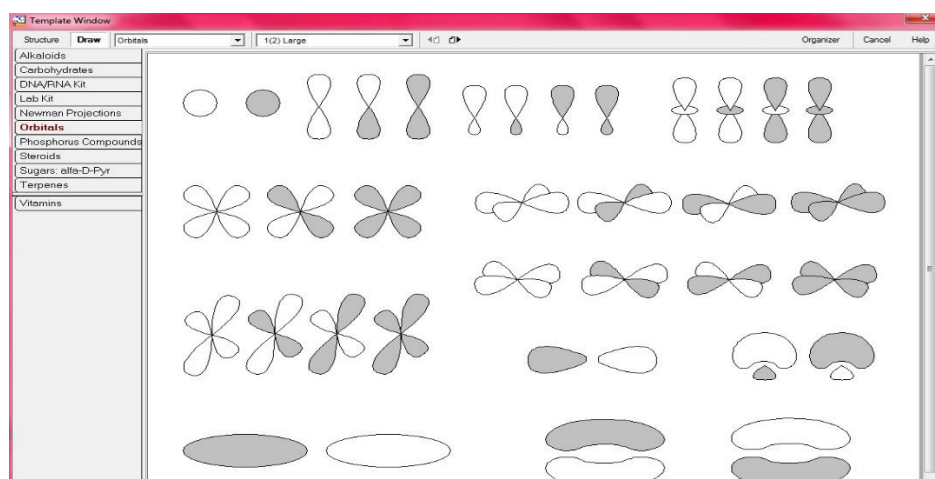 Template Window
Structure Draw Orbitals 1(2) Large Organizer Cancel Help
Alkaloids
Carbohydrates
DNA/RNA Kit
Lab Kit
Newman Projections
Orbitals
Phosphorus Compounds
Steroids
Sugars: alfa-D-Pyr
Terpenes
Vitamins